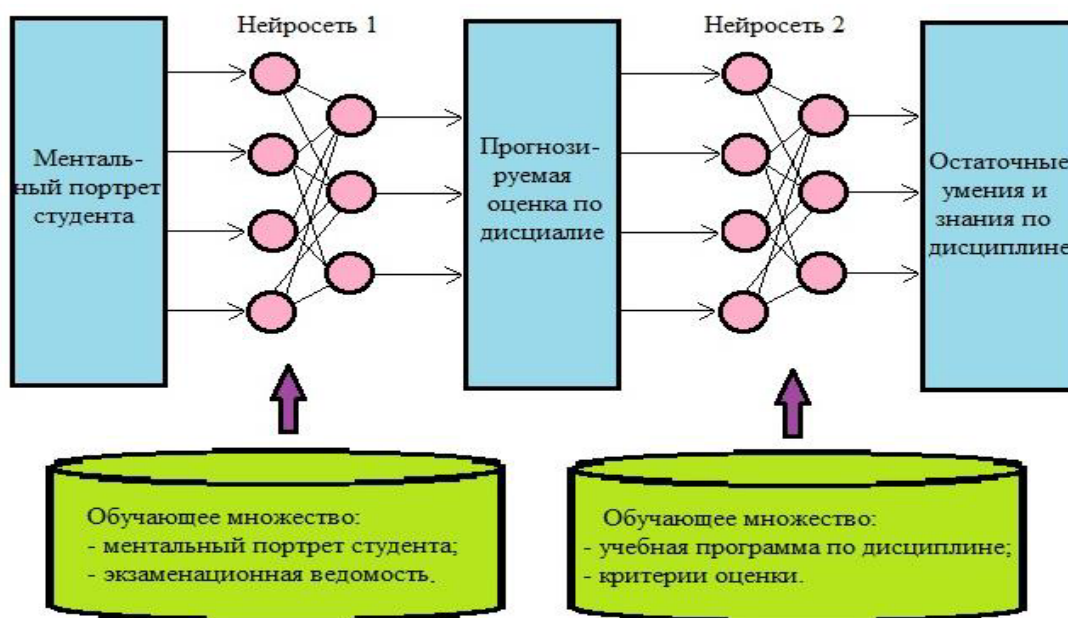 Нейросеть 1
Нейросеть 2
Менталь-
ный портрет
студента
Прогнози-
руемая
оценка по
дисциалие
Остаточные
умения и
знания по
дисциплине
Обучающее множество:
- ментальный портрет студента;
- экзаменационная ведомость.
Обучающее множество:
- учебная программа по дисциплине;
- критерии оценки.